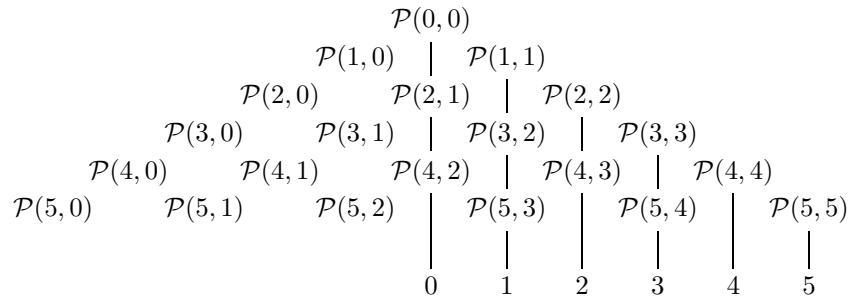 𝒫(0, 0)
𝒫(1, 0) 𝒫(1, 1)
𝒫(2, 0) 𝒫(2, 1) 𝒫(2, 2)
𝒫(3, 0) 𝒫(3, 1) 𝒫(3, 2) 𝒫(3, 3)
𝒫(4, 0) 𝒫(4, 1) 𝒫(4, 2) 𝒫(4, 3) 𝒫(4, 4)
𝒫(5, 0) 𝒫(5, 1) 𝒫(5, 2) 𝒫(5, 3) 𝒫(5, 4) 𝒫(5, 5)
0 1 2 3 4 5